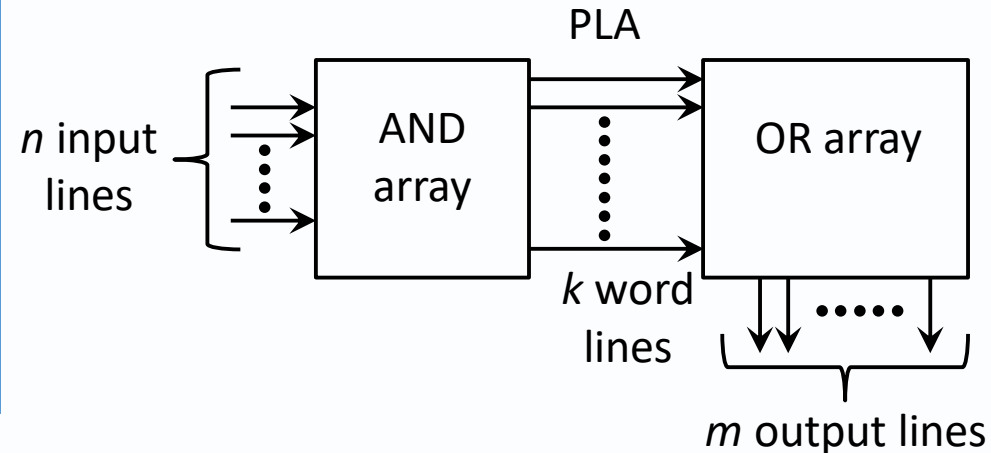 PLA
n input
lines
AND
array
OR array
k word
lines
m output lines